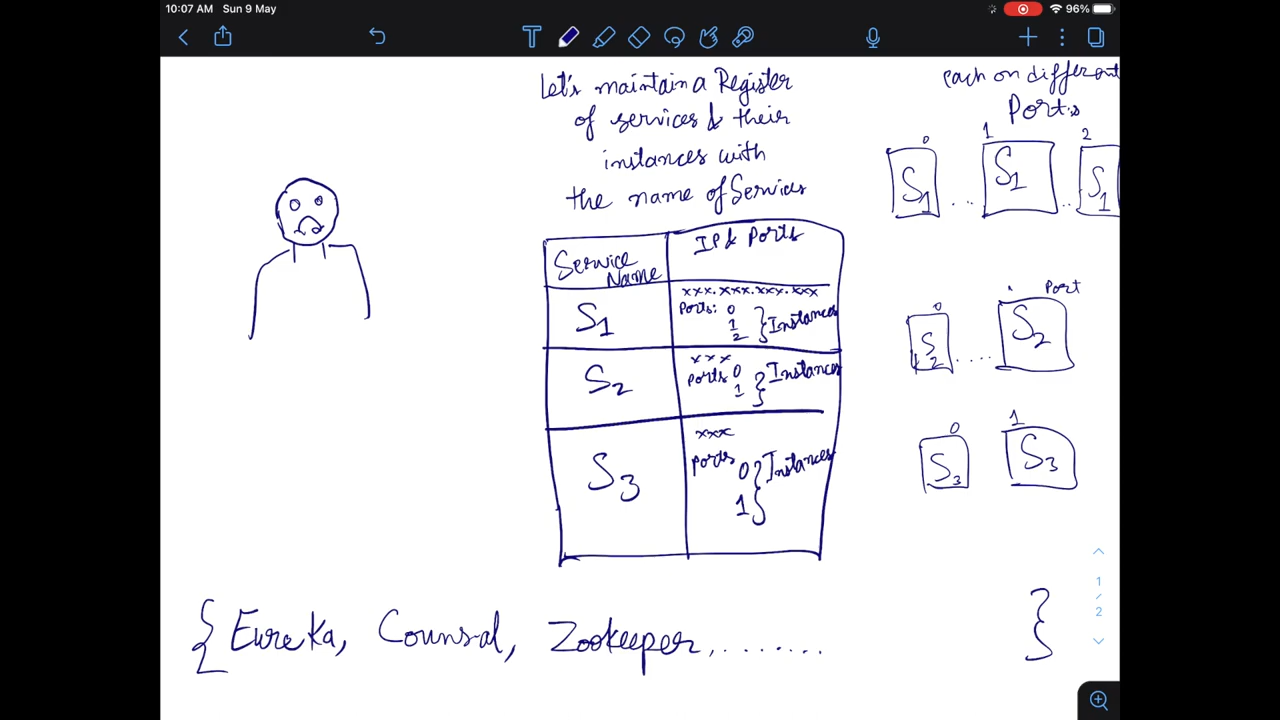 10:07 AM Sun 9 May
96%
Let's maintain a Register
of services & their
instances with
the name of Services
each on different
Ports
0 1 2
S1 ... S1 .. S1
Service Name
IP & Ports
S1
xxx.xxx.xxx.xxx
Ports: 0
1
2
} Instances
S2
xxx
Ports 0
1
} Instances
S3
xxx
Ports
0
1
} Instances
0 Port
S2 .... S2
0 1
S3 S3
{ Eureka, Counsal, Zookeeper, ....... }
1
/
2